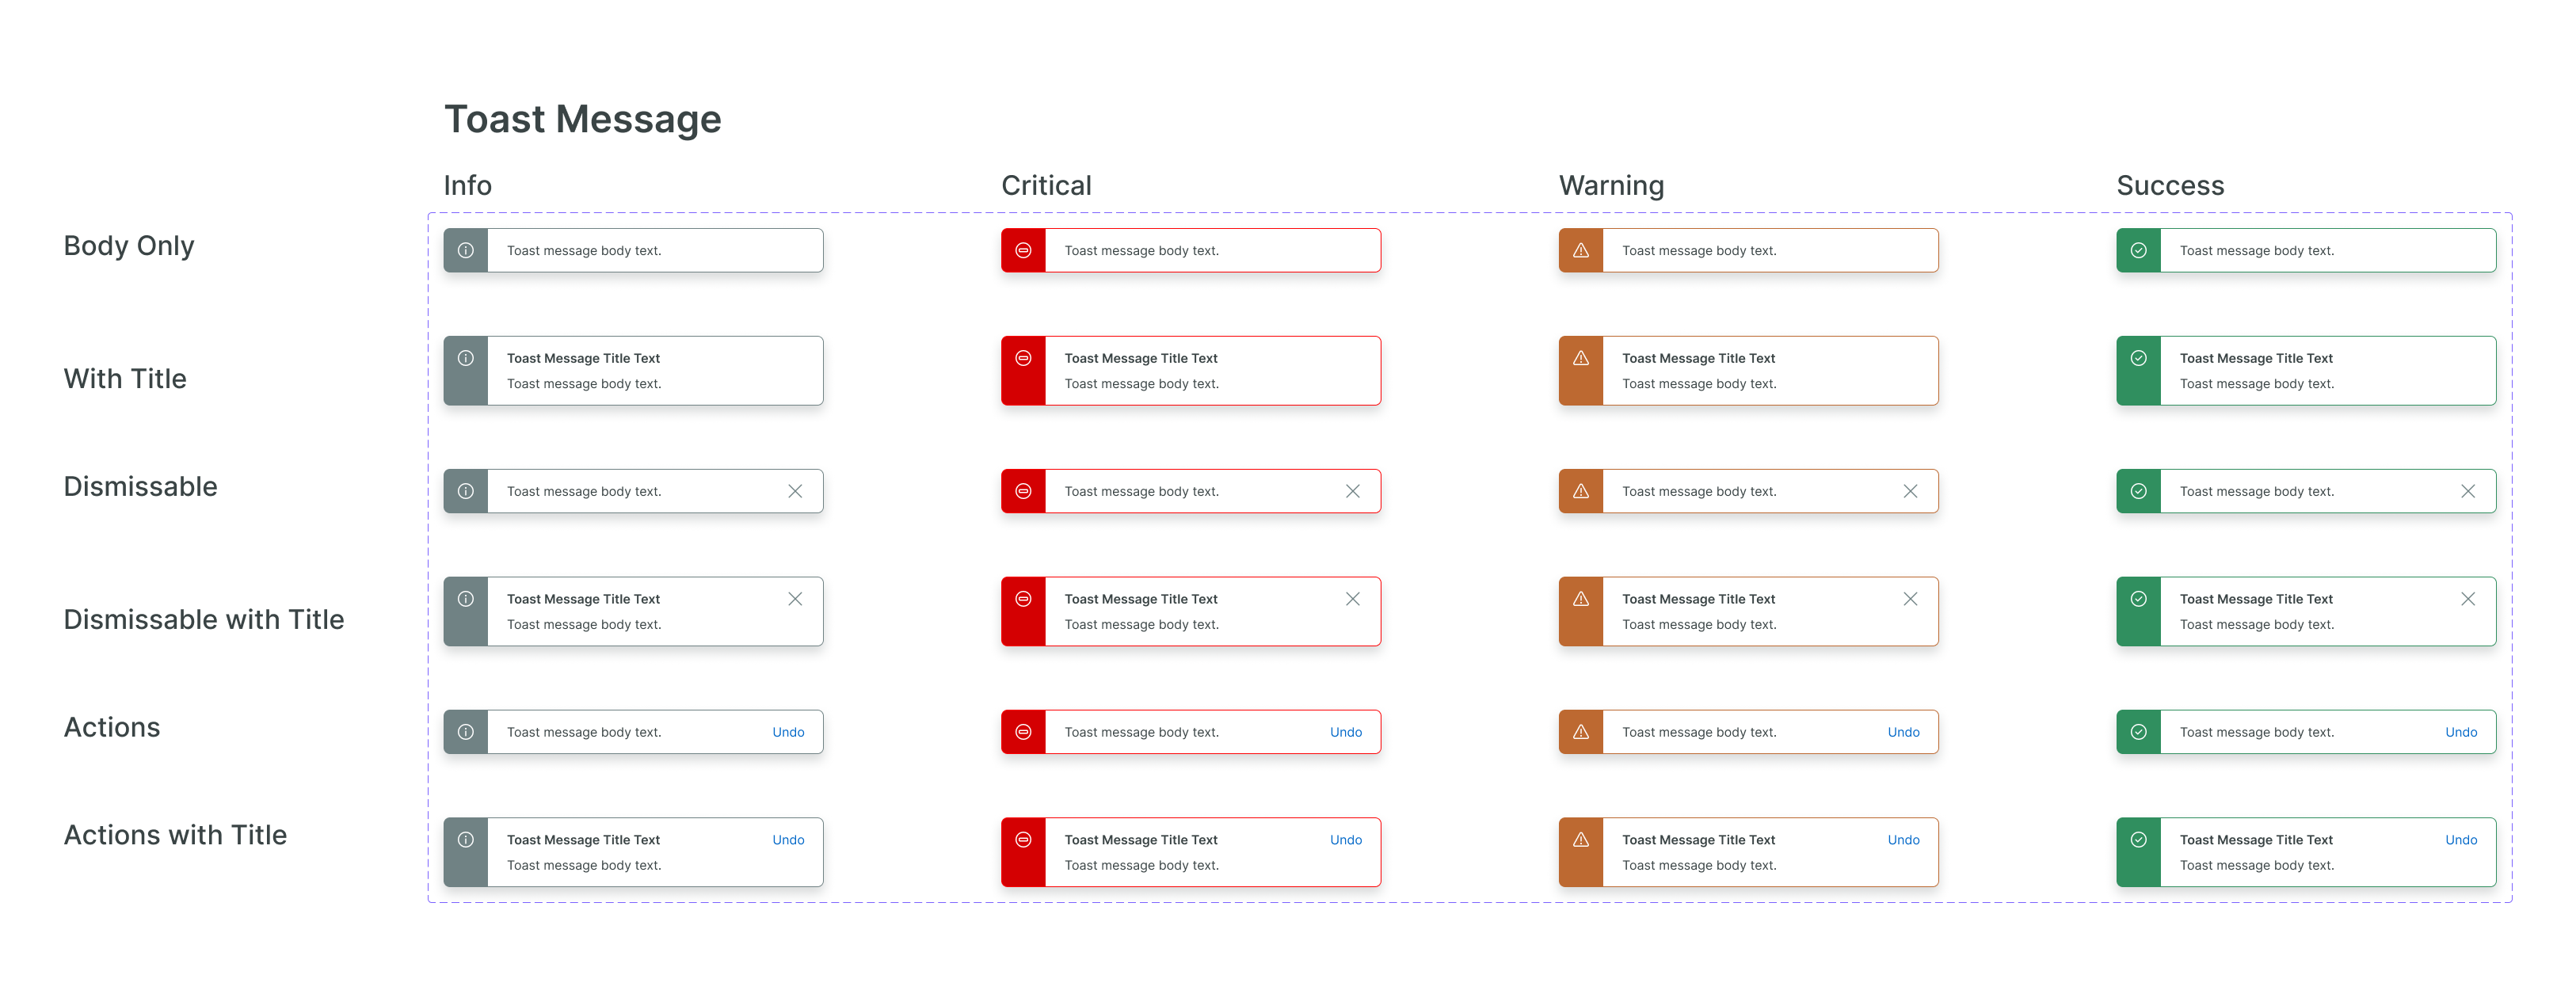 Toast Message
Info Critical Warning Success
Body Only
Toast message body text. Toast message body text. Toast message body text. Toast message body text.
With Title
Toast Message Title Text Toast Message Title Text Toast Message Title Text Toast Message Title Text
Toast message body text. Toast message body text. Toast message body text. Toast message body text.
Dismissable
Toast message body text. Toast message body text. Toast message body text. Toast message body text.
Dismissable with Title
Toast Message Title Text Toast Message Title Text Toast Message Title Text Toast Message Title Text
Toast message body text. Toast message body text. Toast message body text. Toast message body text.
Actions
Toast message body text. Undo Toast message body text. Undo Toast message body text. Undo Toast message body text. Undo
Actions with Title
Toast Message Title Text Undo Toast Message Title Text Undo Toast Message Title Text Undo Toast Message Title Text Undo
Toast message body text. Toast message body text. Toast message body text. Toast message body text.